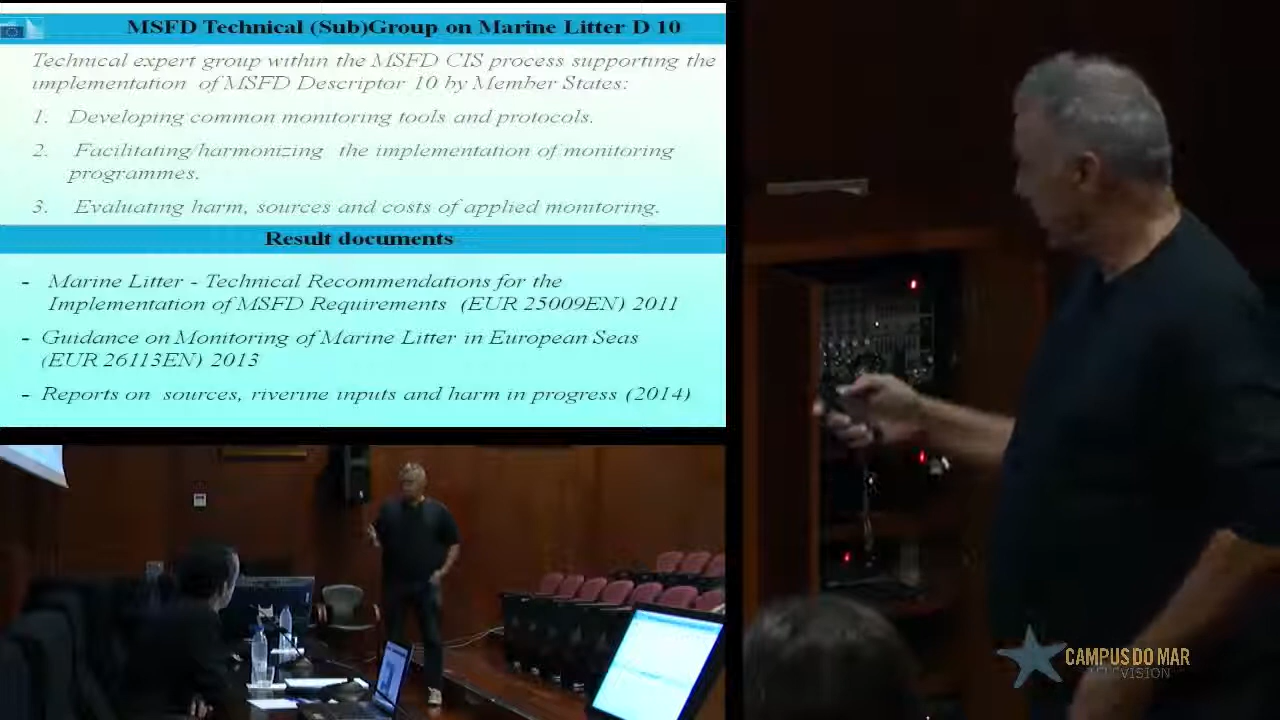 MSFD Technical (Sub)Group on Marine Litter D 10
Technical expert group within the MSFD CIS process supporting the
implementation of MSFD Descriptor 10 by Member States:
1. Developing common monitoring tools and protocols.
2. Facilitating/harmonizing the implementation of monitoring
programmes.
3. Evaluating harm, sources and costs of applied monitoring.
Result documents
- Marine Litter - Technical Recommendations for the
Implementation of MSFD Requirements (EUR 25009EN) 2011
- Guidance on Monitoring of Marine Litter in European Seas
(EUR 26113EN) 2013
- Reports on sources, riverine inputs and harm in progress (2014)
CAMPUS DO MAR
TELEVISION